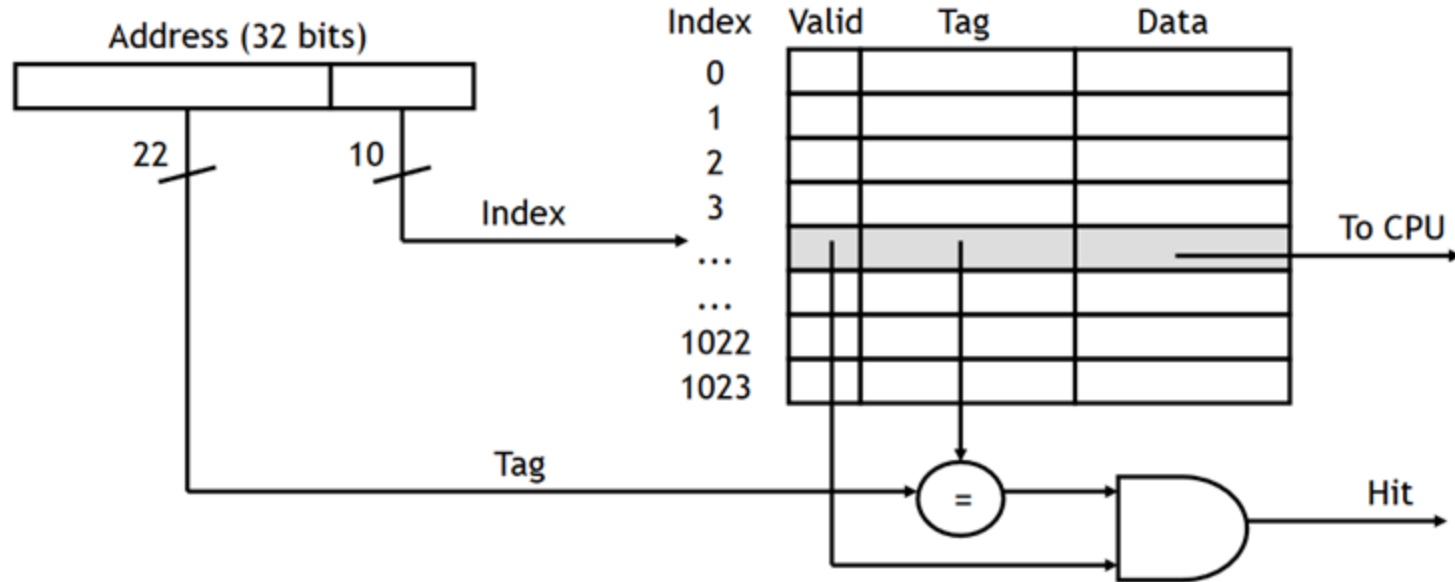 Address (32 bits)
22
10
Index
Tag
Index Valid Tag Data
0
1
2
3
...
...
1022
1023
To CPU
=
Hit